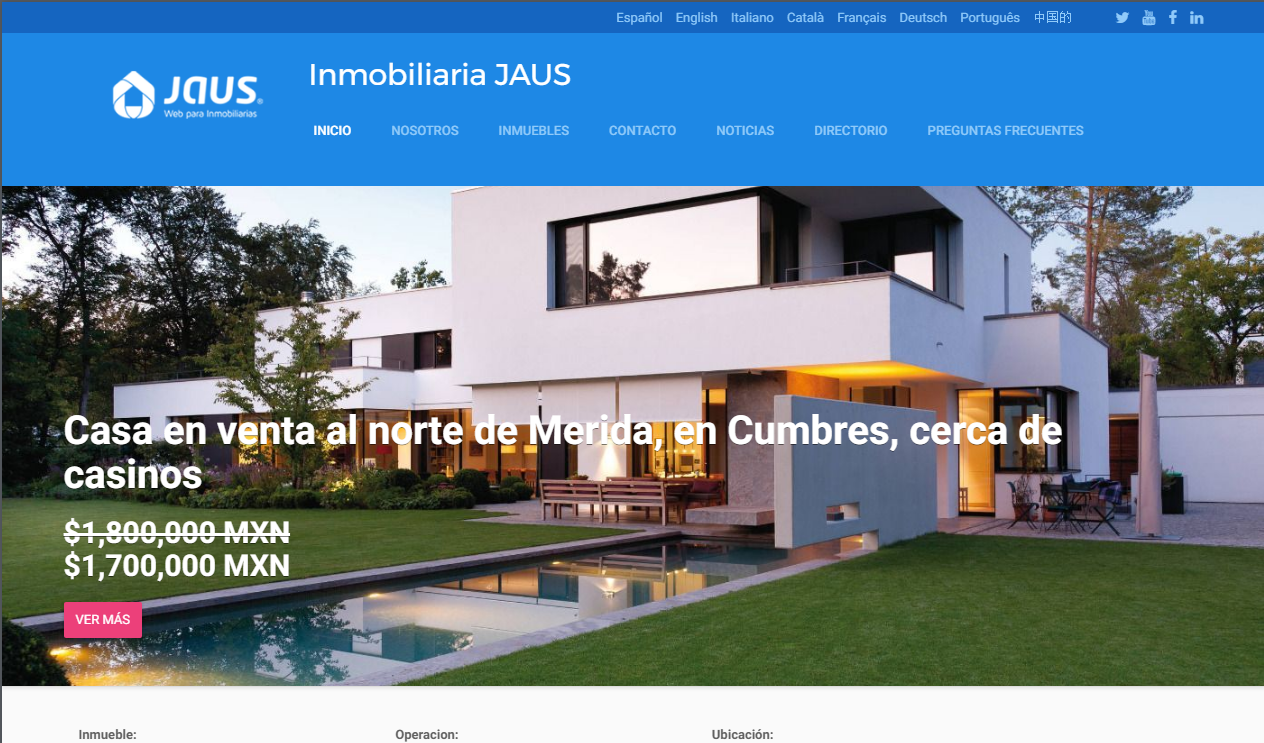 Español English Italiano Català Français Deutsch Português 中国的
Inmobiliaria JAUS
JAUS®
Web para Inmobiliarias
INICIO NOSOTROS INMUEBLES CONTACTO NOTICIAS DIRECTORIO PREGUNTAS FRECUENTES
Casa en venta al norte de Merida, en Cumbres, cerca de
casinos
$1,800,000 MXN
$1,700,000 MXN
VER MÁS
Inmueble: Operacion: Ubicación: